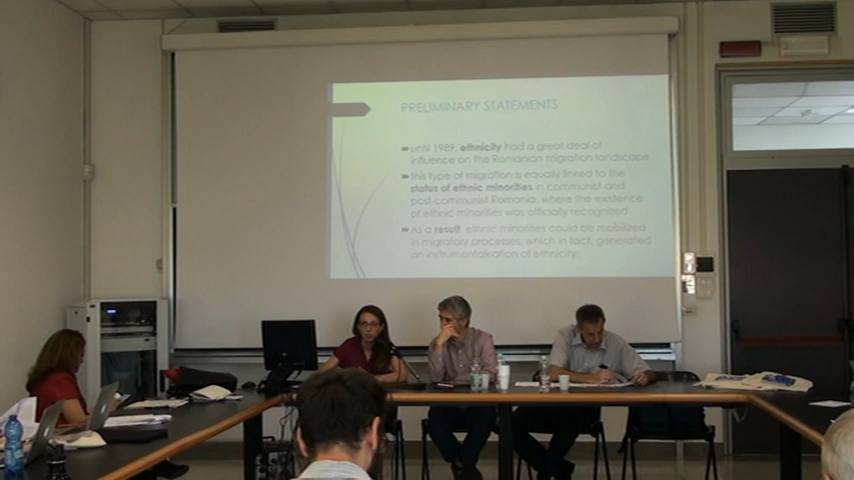 PRELIMINARY STATEMENTS
until 1989, ethnicity had a great deal of
influence on the Romanian migration landscape
this type of migration is equally linked to the
status of ethnic minorities in communist and
post-communist Romania, where the existence
of ethnic minorities was officially recognized
As a result, ethnic minorities could be mobilized
in migratory processes, which in fact, generated
an instrumentalisation of ethnicity.